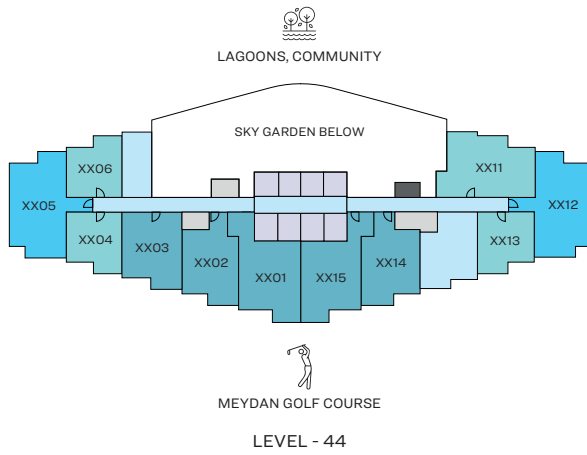 LAGOONS, COMMUNITY
SKY GARDEN BELOW
XX06
XX11
XX05
XX12
XX04
XX03
XX02
XX01
XX15
XX14
XX13
MEYDAN GOLF COURSE
LEVEL - 44